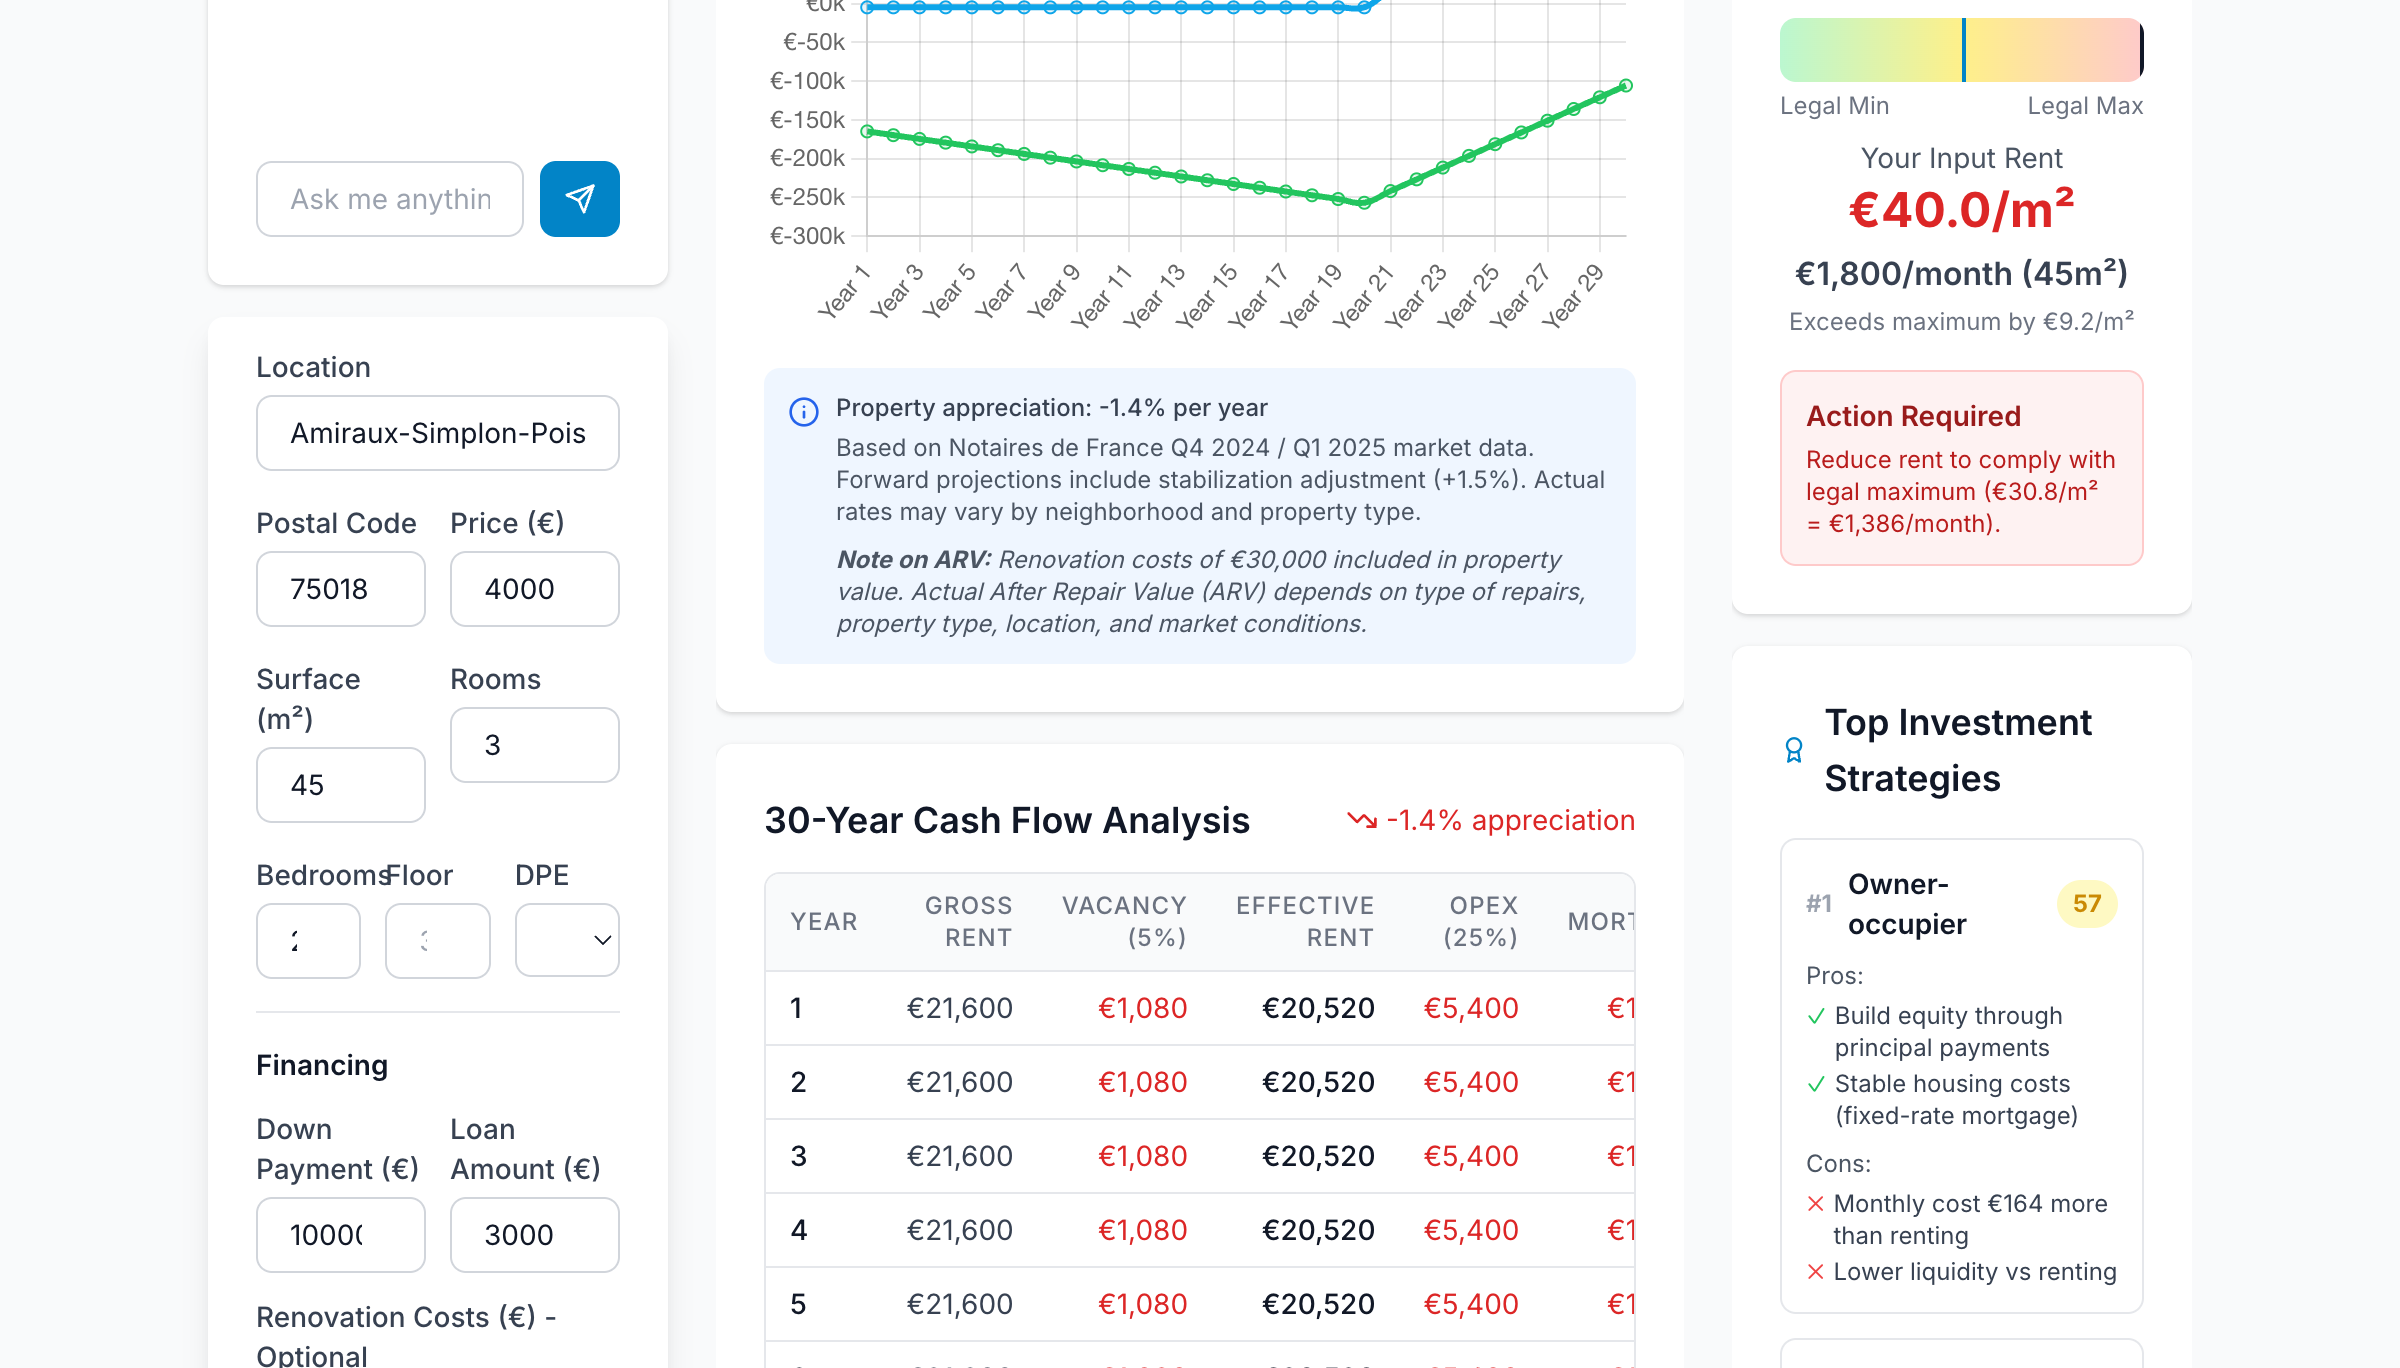 Ask me anythin
Location
Amiraux-Simplon-Pois
Postal Code
Price (€)
75018
4000
Surface
(m²)
Rooms
45
3
Bedrooms
Floor
DPE
Financing
Down
Payment (€)
Loan
Amount (€)
10000
3000
Renovation Costs (€) -
Optional
€0k
€-50k
€-100k
€-150k
€-200k
€-250k
€-300k
Year 1
Year 3
Year 5
Year 7
Year 9
Year 11
Year 13
Year 15
Year 17
Year 19
Year 21
Year 23
Year 25
Year 27
Year 29
Property appreciation: -1.4% per year
Based on Notaires de France Q4 2024 / Q1 2025 market data.
Forward projections include stabilization adjustment (+1.5%). Actual
rates may vary by neighborhood and property type.
Note on ARV: Renovation costs of €30,000 included in property
value. Actual After Repair Value (ARV) depends on type of repairs,
property type, location, and market conditions.
30-Year Cash Flow Analysis
-1.4% appreciation
YEAR GROSS RENT VACANCY (5%) EFFECTIVE RENT OPEX (25%) MORT
1 €21,600 €1,080 €20,520 €5,400 €1
2 €21,600 €1,080 €20,520 €5,400 €1
3 €21,600 €1,080 €20,520 €5,400 €1
4 €21,600 €1,080 €20,520 €5,400 €1
5 €21,600 €1,080 €20,520 €5,400 €1
Legal Min
Legal Max
Your Input Rent
€40.0/m²
€1,800/month (45m²)
Exceeds maximum by €9.2/m²
Action Required
Reduce rent to comply with
legal maximum (€30.8/m²
= €1,386/month).
Top Investment
Strategies
#1 Owner-
occupier
57
Pros:
Build equity through
principal payments
Stable housing costs
(fixed-rate mortgage)
Cons:
Monthly cost €164 more
than renting
Lower liquidity vs renting